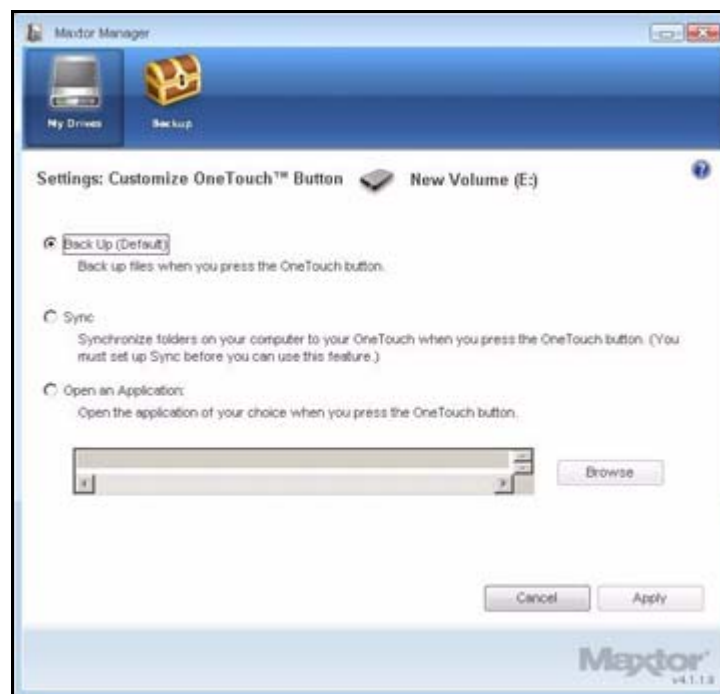 Maxtor Manager
My Drives
Backup
Settings: Customize OneTouch™ Button
New Volume (E:)
Back Up (Default)
Back up files when you press the OneTouch button.
Sync
Synchronize folders on your computer to your OneTouch when you press the OneTouch button. (You
must set up Sync before you can use this feature.)
Open an Application:
Open the application of your choice when you press the OneTouch button.
Browse
Cancel
Apply
Maxtor